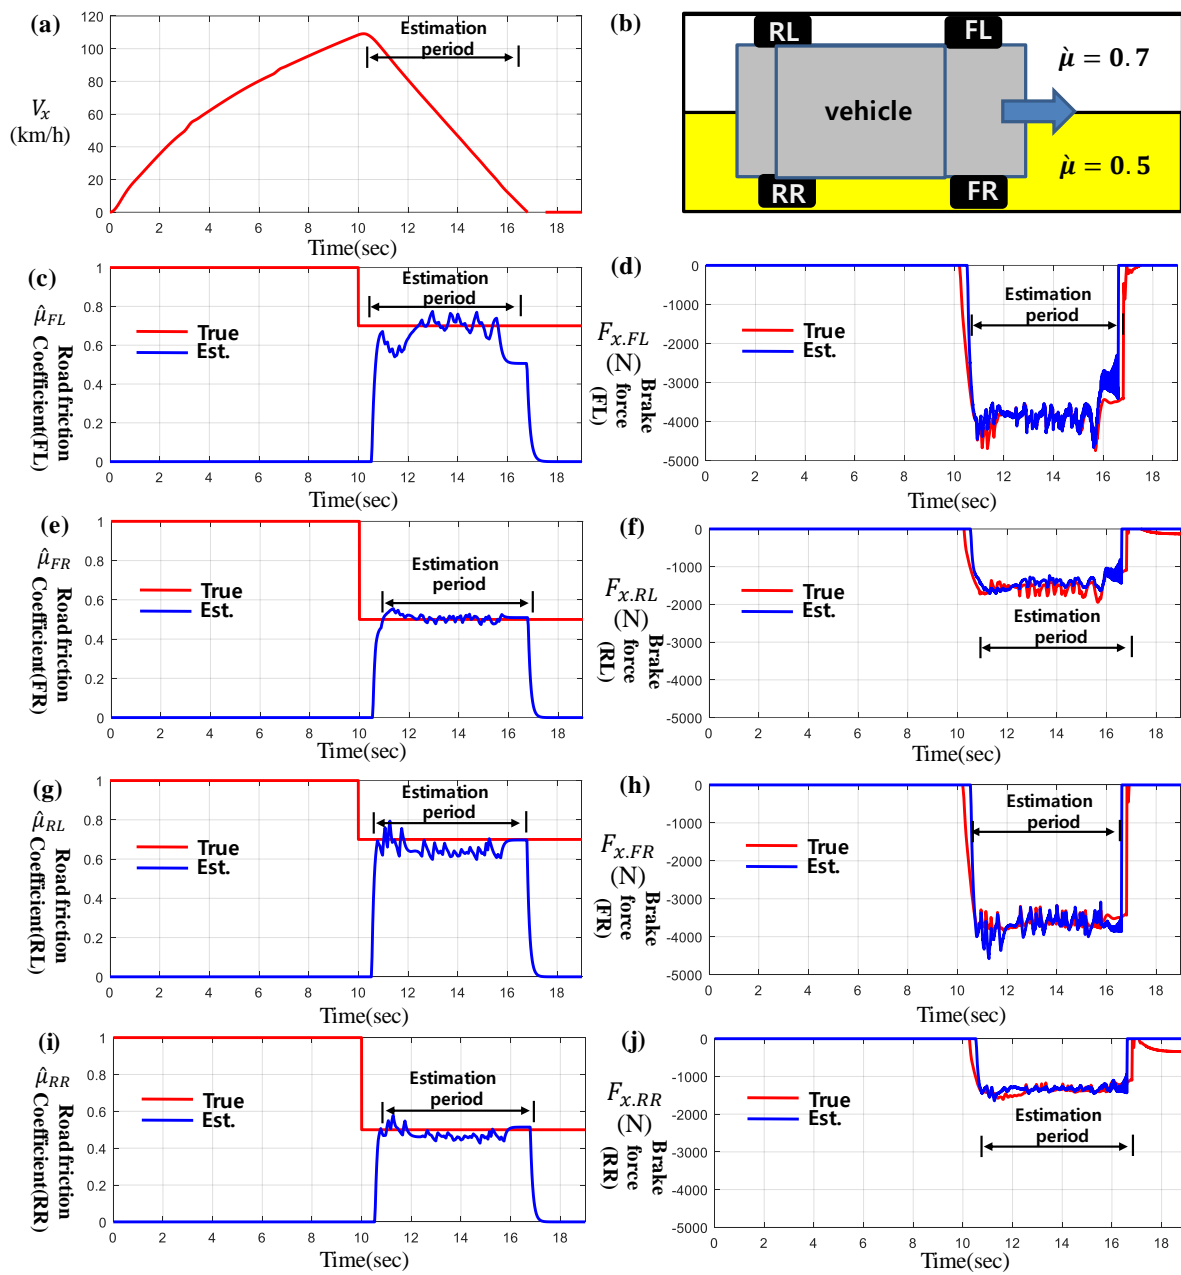 (a)
120
100
80
60
40
20
0
V_x
(km/h)
Estimation
period
0 2 4 6 8 10 12 14 16 18
Time(sec)
(b)
RL
FL
vehicle
RR
FR
μ̀ = 0.7
μ̀ = 0.5
(c)
μ̂_FL
Road friction
Coefficient(FL)
1
0.8
0.6
0.4
0.2
0
True
Est.
Estimation
period
0 2 4 6 8 10 12 14 16 18
Time(sec)
(d)
F_x.FL
(N)
Brake
force
(FL)
0
-1000
-2000
-3000
-4000
-5000
True
Est.
Estimation
period
0 2 4 6 8 10 12 14 16 18
Time(sec)
(e)
μ̂_FR
Road friction
Coefficient(FR)
1
0.8
0.6
0.4
0.2
0
True
Est.
Estimation
period
0 2 4 6 8 10 12 14 16 18
Time(sec)
(f)
F_x.RL
(N)
Brake
force
(RL)
0
-1000
-2000
-3000
-4000
-5000
True
Est.
Estimation
period
0 2 4 6 8 10 12 14 16 18
Time(sec)
(g)
μ̂_RL
Road friction
Coefficient(RL)
1
0.8
0.6
0.4
0.2
0
True
Est.
Estimation
period
0 2 4 6 8 10 12 14 16 18
Time(sec)
(h)
F_x.FR
(N)
Brake
force
(FR)
0
-1000
-2000
-3000
-4000
-5000
True
Est.
Estimation
period
0 2 4 6 8 10 12 14 16 18
Time(sec)
(i)
μ̂_RR
Road friction
Coefficient(RR)
1
0.8
0.6
0.4
0.2
0
True
Est.
Estimation
period
0 2 4 6 8 10 12 14 16 18
Time(sec)
(j)
F_x.RR
(N)
Brake
force
(RR)
0
-1000
-2000
-3000
-4000
-5000
True
Est.
Estimation
period
0 2 4 6 8 10 12 14 16 18
Time(sec)